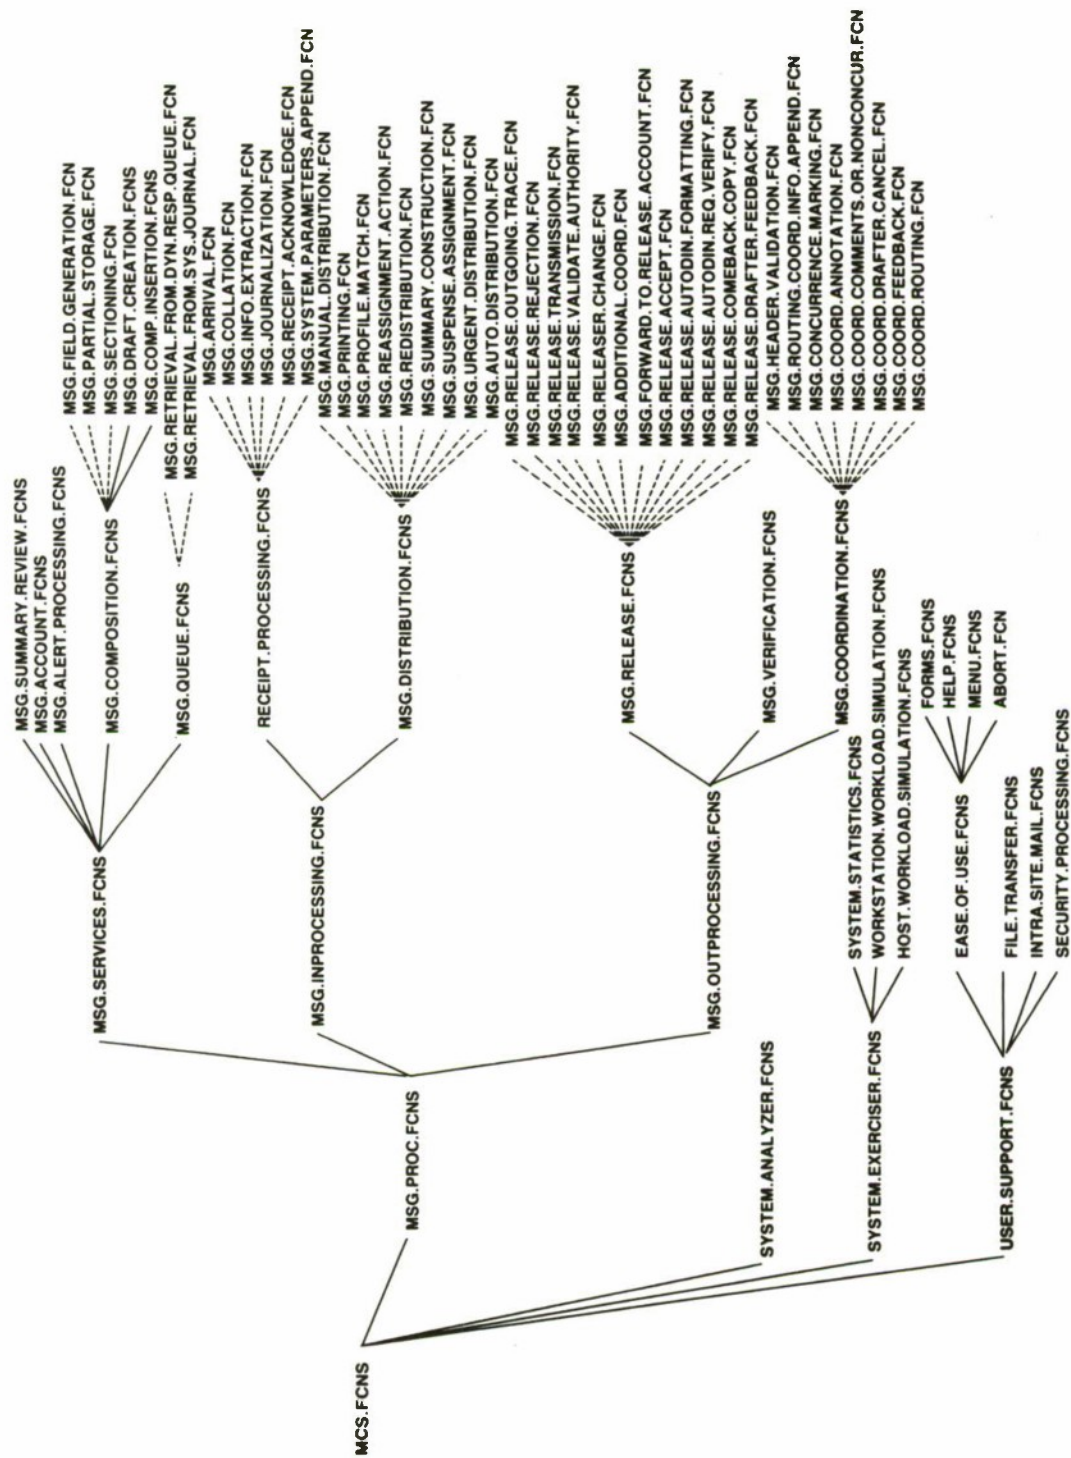 MCS.FCNS
MSG.PROC.FCNS
SYSTEM.ANALYZER.FCNS
SYSTEM.EXERCISER.FCNS
USER.SUPPORT.FCNS
MSG.SERVICES.FCNS
MSG.INPROCESSING.FCNS
MSG.OUTPROCESSING.FCNS
SYSTEM.STATISTICS.FCNS
WORKSTATION.WORKLOAD.SIMULATION.FCNS
HOST.WORKLOAD.SIMULATION.FCNS
EASE.OF.USE.FCNS
FILE.TRANSFER.FCNS
INTRA.SITE.MAIL.FCNS
SECURITY.PROCESSING.FCNS
MSG.SUMMARY.REVIEW.FCNS
MSG.ACCOUNT.FCNS
MSG.ALERT.PROCESSING.FCNS
MSG.COMPOSITION.FCNS
MSG.QUEUE.FCNS
RECEIPT.PROCESSING.FCNS
MSG.DISTRIBUTION.FCNS
MSG.RELEASE.FCNS
MSG.VERIFICATION.FCNS
MSG.COORDINATION.FCNS
FORMS.FCNS
HELP.FCNS
MENU.FCNS
ABORT.FCN
MSG.FIELD.GENERATION.FCN
MSG.PARTIAL.STORAGE.FCN
MSG.SECTIONING.FCN
MSG.DRAFT.CREATION.FCNS
MSG.COMP.INSERTION.FCNS
MSG.RETRIEVAL.FROM.DYN.RESP.QUEUE.FCN
MSG.RETRIEVAL.FROM.SYS.JOURNAL.FCN
MSG.ARRIVAL.FCN
MSG.COLLATION.FCN
MSG.INFO.EXTRACTION.FCN
MSG.JOURNALIZATION.FCN
MSG.RECEIPT.ACKNOWLEDGE.FCN
MSG.SYSTEM.PARAMETERS.APPEND.FCN
MSG.MANUAL.DISTRIBUTION.FCN
MSG.PRINTING.FCN
MSG.PROFILE.MATCH.FCN
MSG.REASSIGNMENT.ACTION.FCN
MSG.REDISTRIBUTION.FCN
MSG.SUMMARY.CONSTRUCTION.FCN
MSG.SUSPENSE.ASSIGNMENT.FCN
MSG.URGENT.DISTRIBUTION.FCN
MSG.AUTO.DISTRIBUTION.FCN
MSG.RELEASE.OUTGOING.TRACE.FCN
MSG.RELEASE.REJECTION.FCN
MSG.RELEASE.TRANSMISSION.FCN
MSG.RELEASE.VALIDATE.AUTHORITY.FCN
MSG.RELEASER.CHANGE.FCN
MSG.ADDITIONAL.COORD.FCN
MSG.FORWARD.TO.RELEASE.ACCOUNT.FCN
MSG.RELEASE.ACCEPT.FCN
MSG.RELEASE.AUTODIN.FORMATTING.FCN
MSG.RELEASE.AUTODIN.REQ.VERIFY.FCN
MSG.RELEASE.COMEBACK.COPY.FCN
MSG.RELEASE.DRAFTER.FEEDBACK.FCN
MSG.HEADER.VALIDATION.FCN
MSG.ROUTING.COORD.INFO.APPEND.FCN
MSG.CONCURRENCE.MARKING.FCN
MSG.COORD.ANNOTATION.FCN
MSG.COORD.COMMENTS.OR.NONCONCUR.FCN
MSG.COORD.DRAFTER.CANCEL.FCN
MSG.COORD.FEEDBACK.FCN
MSG.COORD.ROUTING.FCN